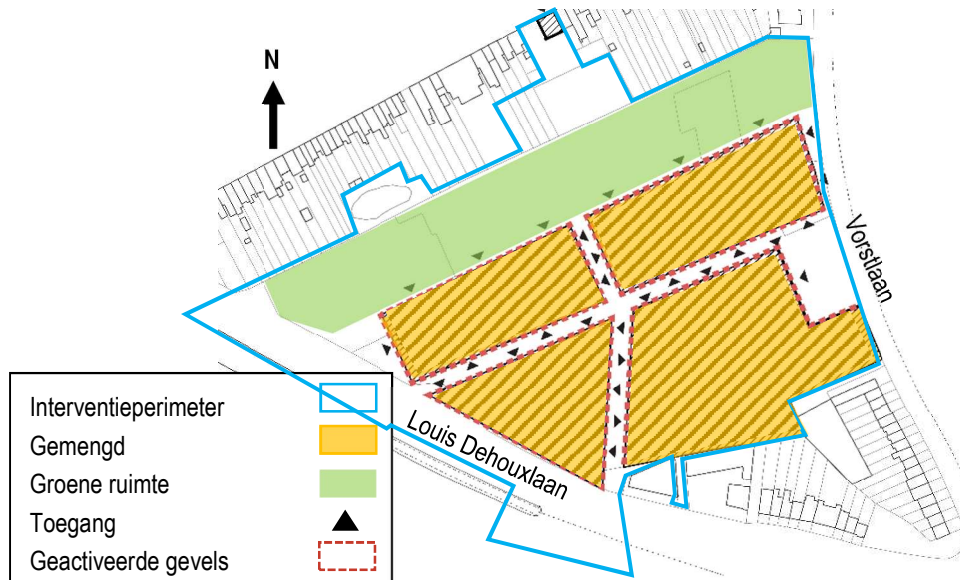 N
Vorstlaan
Louis Dehouxlaan
Interventieperimeter
Gemengd
Groene ruimte
Toegang
Geactiveerde gevels